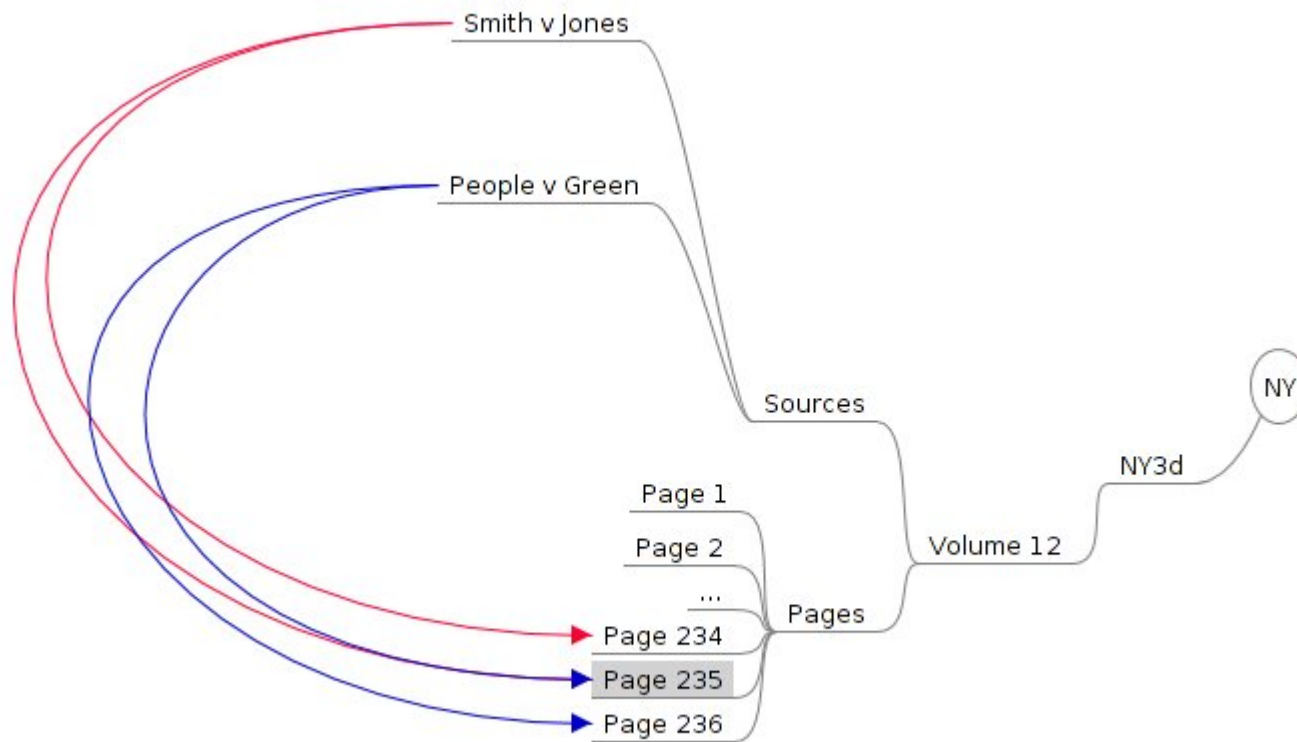 Smith v Jones
People v Green
Sources
NY
NY3d
Page 1
Page 2
Volume 12
...
Pages
Page 234
Page 235
Page 236